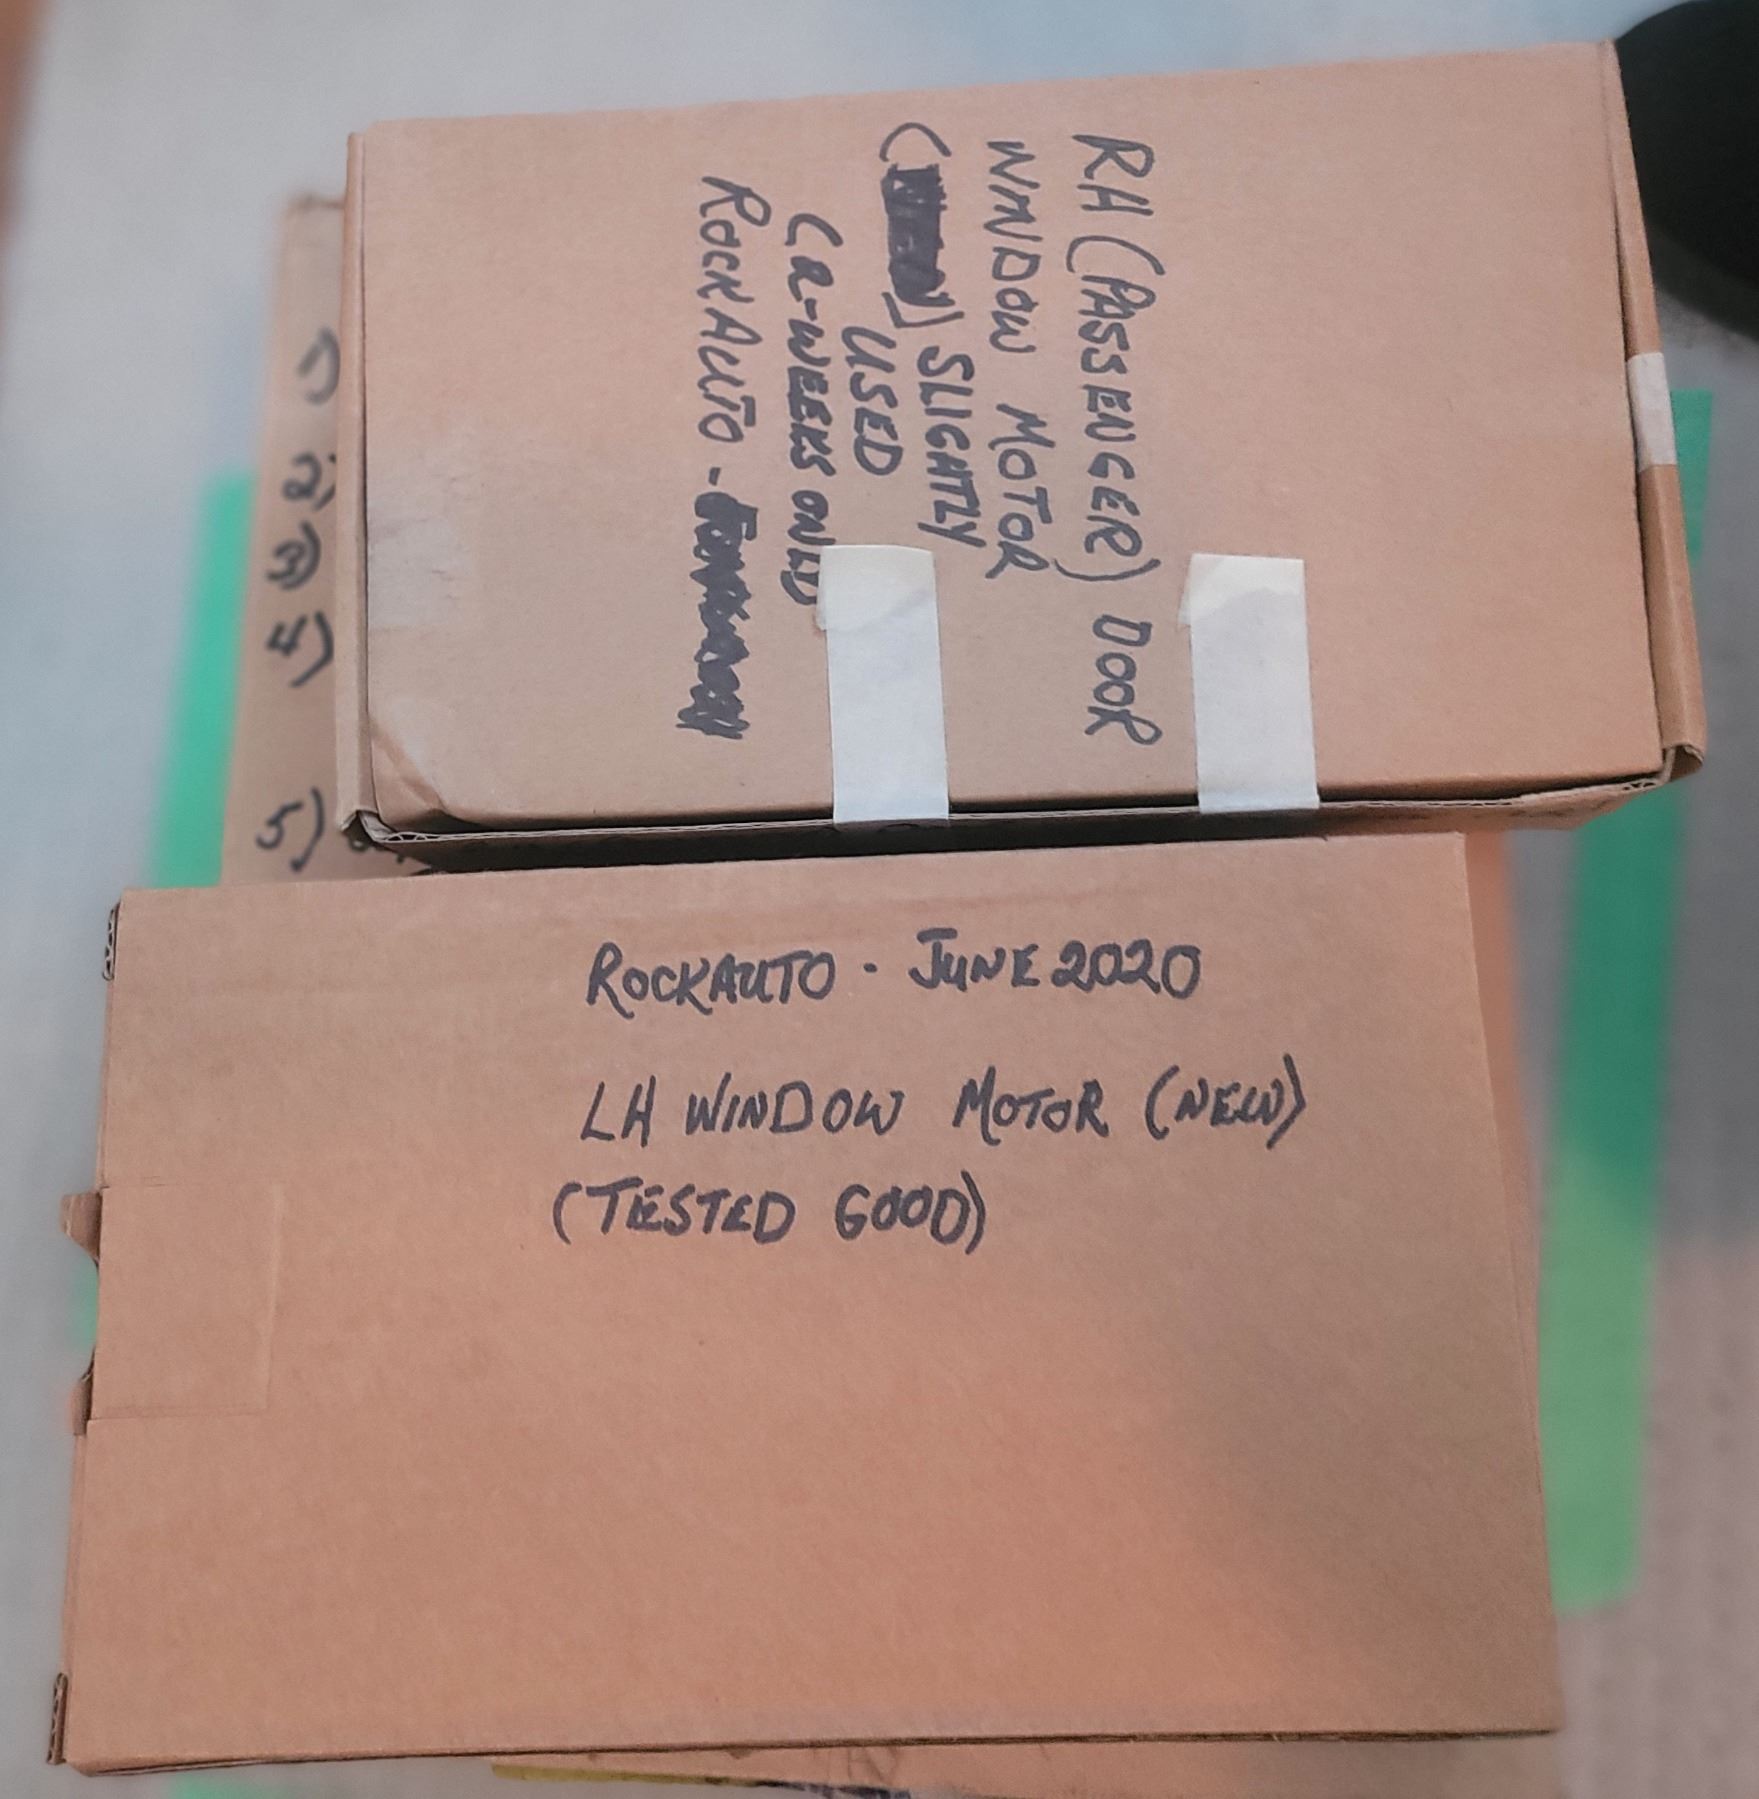 RH (PASSENGER) DOOR
WINDOW MOTOR
( ) SLIGHTLY
USED
(2-WEEKS ONLY
ROCKAUTO -
1)
2)
3)
4)
5)
ROCKAUTO - JUNE 2020
LH WINDOW MOTOR (NEW)
(TESTED GOOD)